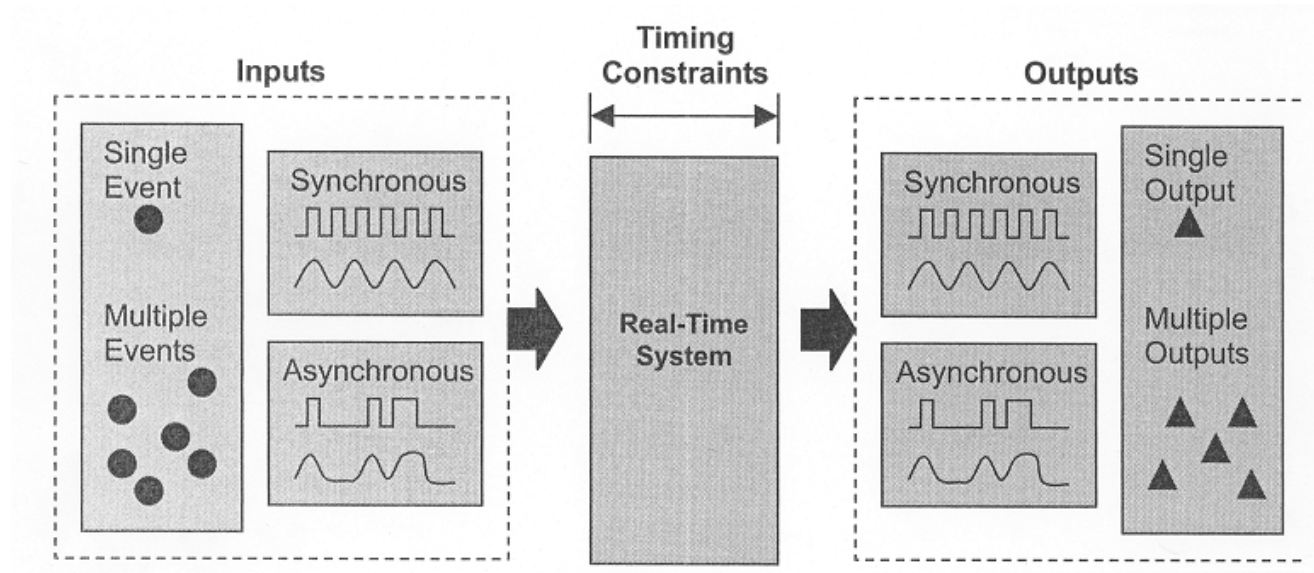 Inputs
Single
Event
Multiple
Events
Synchronous
Asynchronous
Timing
Constraints
Real-Time
System
Outputs
Synchronous
Asynchronous
Single
Output
Multiple
Outputs